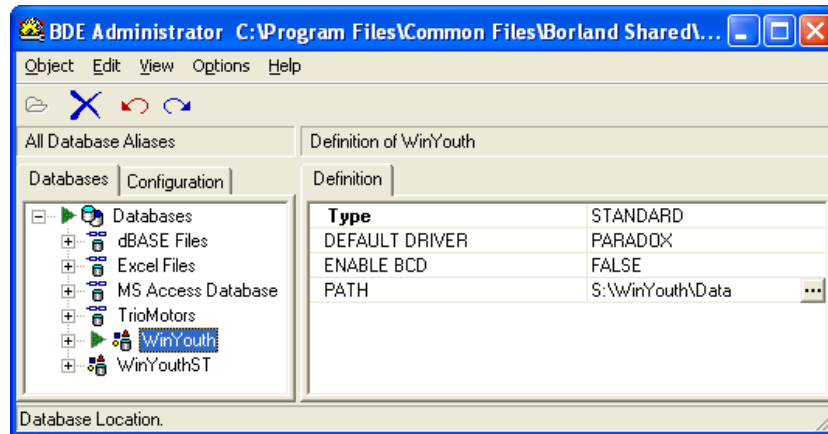 BDE Administrator C:\Program Files\Common Files\Borland Shared\...
Object Edit View Options Help
All Database Aliases
Definition of WinYouth
Databases Configuration
Definition
Databases
dBASE Files
Excel Files
MS Access Database
TrioMotors
WinYouth
WinYouthST
Type STANDARD
DEFAULT DRIVER PARADOX
ENABLE BCD FALSE
PATH S:\WinYouth\Data ...
Database Location.